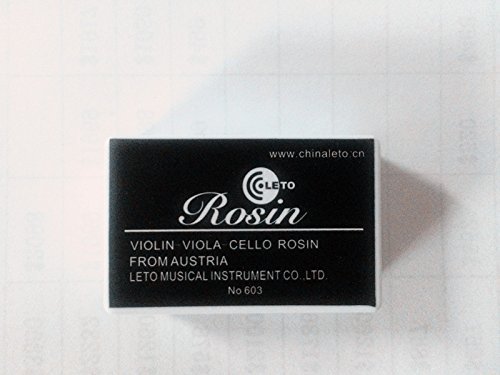 www.chinaleto.cn
LETO
Rosin
VIOLIN-VIOLA-CELLO ROSIN
FROM AUSTRIA
LETO MUSICAL INSTRUMENT CO.,LTD.
No 603